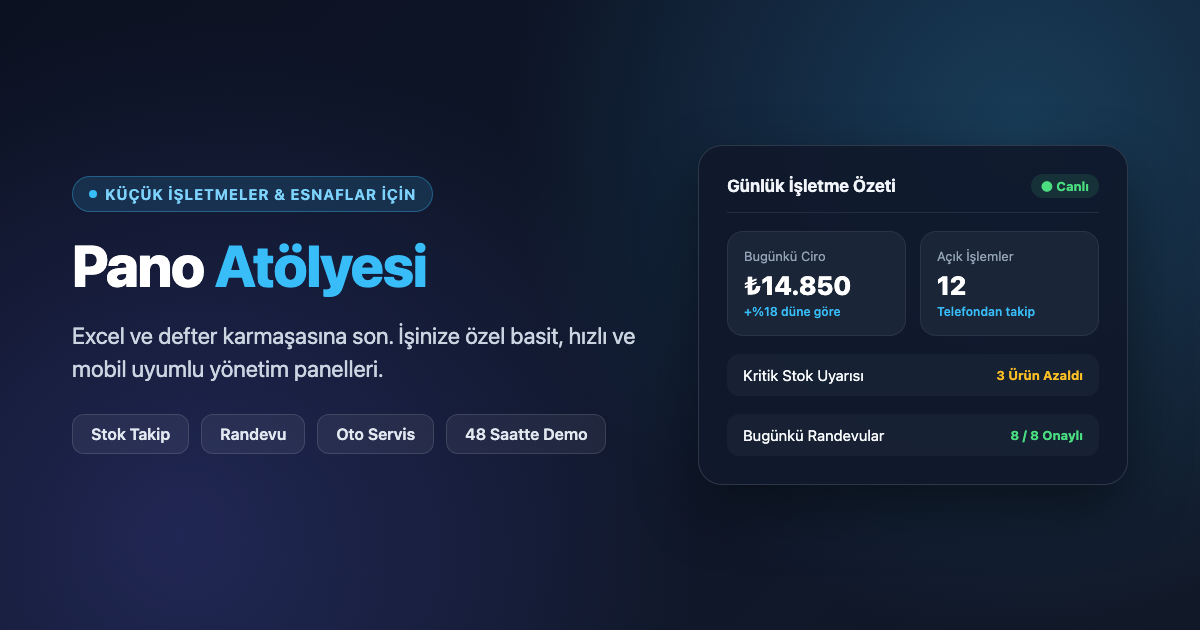 KÜÇÜK İŞLETMELER & ESNAFLAR İÇİN
Pano Atölyesi
Excel ve defter karmaşasına son. İşinize özel basit, hızlı ve
mobil uyumlu yönetim panelleri.
Stok Takip
Randevu
Oto Servis
48 Saatte Demo
Günlük İşletme Özeti
Canlı
Bugünkü Ciro
₺14.850
+%18 düne göre
Açık İşlemler
12
Telefondan takip
Kritik Stok Uyarısı
3 Ürün Azaldı
Bugünkü Randevular
8 / 8 Onaylı